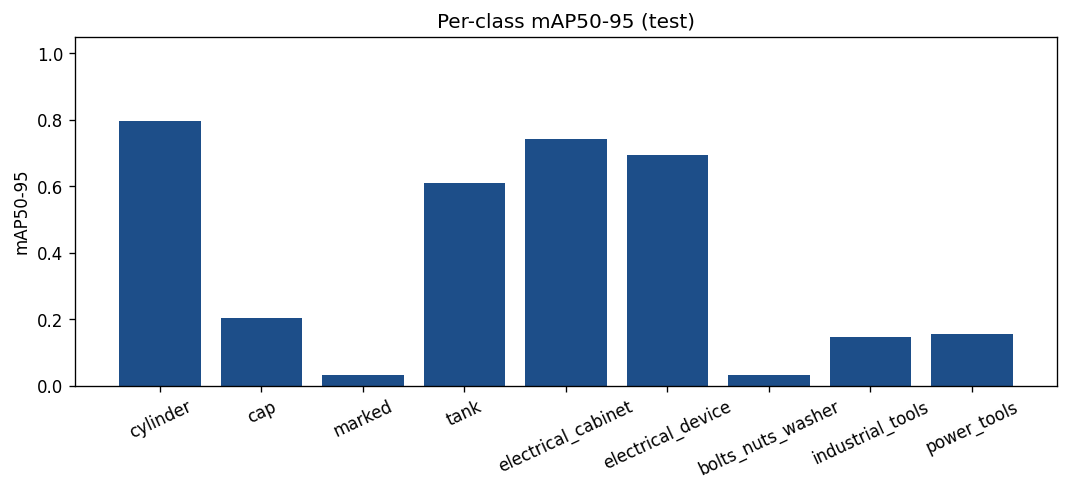 Per-class mAP50-95 (test)
mAP50-95
1.0
0.8
0.6
0.4
0.2
0.0
cylinder
cap
marked
tank
electrical_cabinet
electrical_device
bolts_nuts_washer
industrial_tools
power_tools